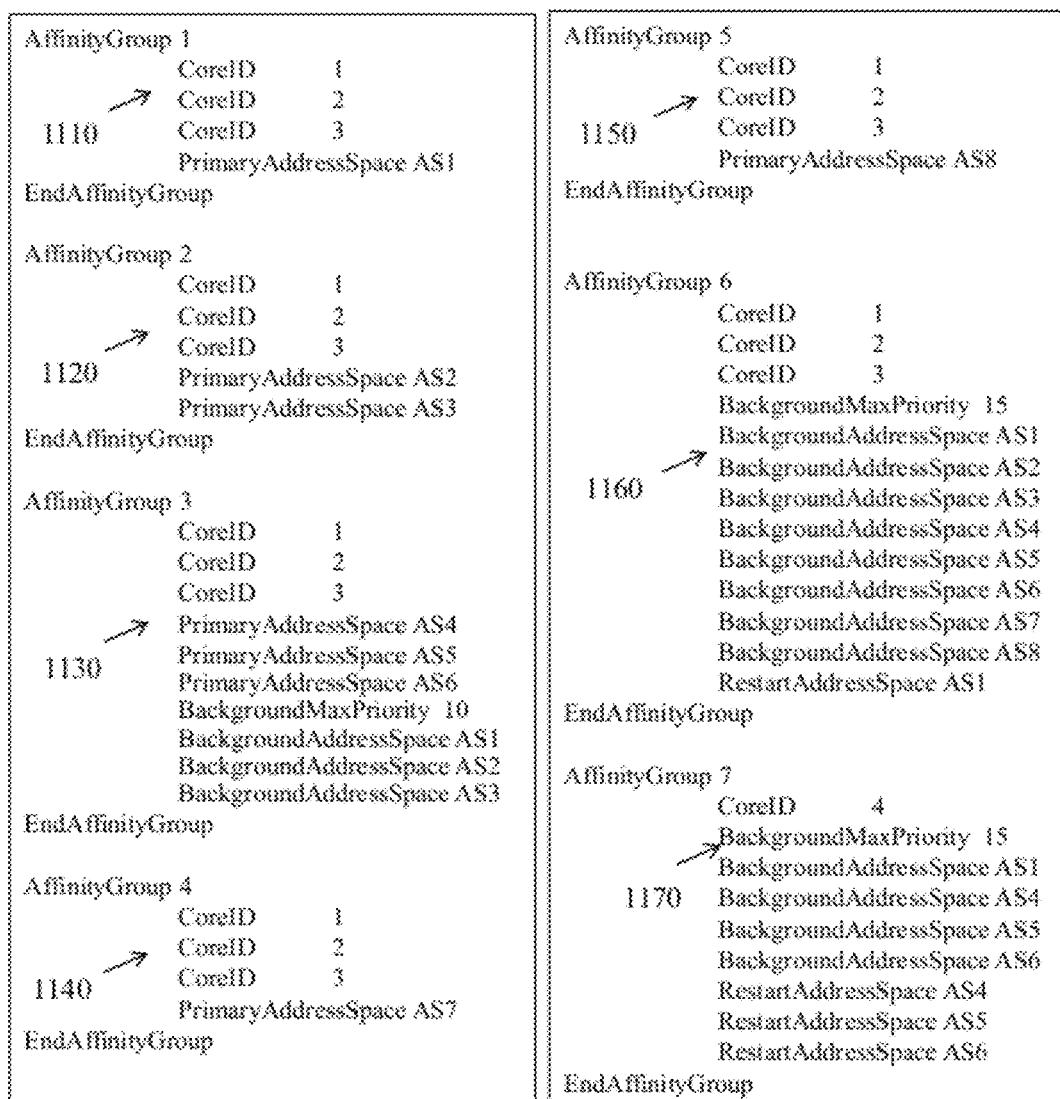 AffinityGroup 1
CoreID 1
CoreID 2
1110
CoreID 3
PrimaryAddressSpace AS1
EndAffinityGroup
AffinityGroup 2
CoreID 1
CoreID 2
CoreID 3
1120
PrimaryAddressSpace AS2
PrimaryAddressSpace AS3
EndAffinityGroup
AffinityGroup 3
CoreID 1
CoreID 2
CoreID 3
PrimaryAddressSpace AS4
1130
PrimaryAddressSpace AS5
PrimaryAddressSpace AS6
BackgroundMaxPriority 10
BackgroundAddressSpace AS1
BackgroundAddressSpace AS2
BackgroundAddressSpace AS3
EndAffinityGroup
AffinityGroup 4
CoreID 1
CoreID 2
CoreID 3
1140
PrimaryAddressSpace AS7
EndAffinityGroup
AffinityGroup 5
CoreID 1
CoreID 2
1150
CoreID 3
PrimaryAddressSpace AS8
EndAffinityGroup
AffinityGroup 6
CoreID 1
CoreID 2
CoreID 3
BackgroundMaxPriority 15
BackgroundAddressSpace AS1
BackgroundAddressSpace AS2
1160
BackgroundAddressSpace AS3
BackgroundAddressSpace AS4
BackgroundAddressSpace AS5
BackgroundAddressSpace AS6
BackgroundAddressSpace AS7
BackgroundAddressSpace AS8
RestartAddressSpace AS1
EndAffinityGroup
AffinityGroup 7
CoreID 4
BackgroundMaxPriority 15
BackgroundAddressSpace AS1
1170
BackgroundAddressSpace AS4
BackgroundAddressSpace AS5
BackgroundAddressSpace AS6
RestartAddressSpace AS4
RestartAddressSpace AS5
RestartAddressSpace AS6
EndAffinityGroup